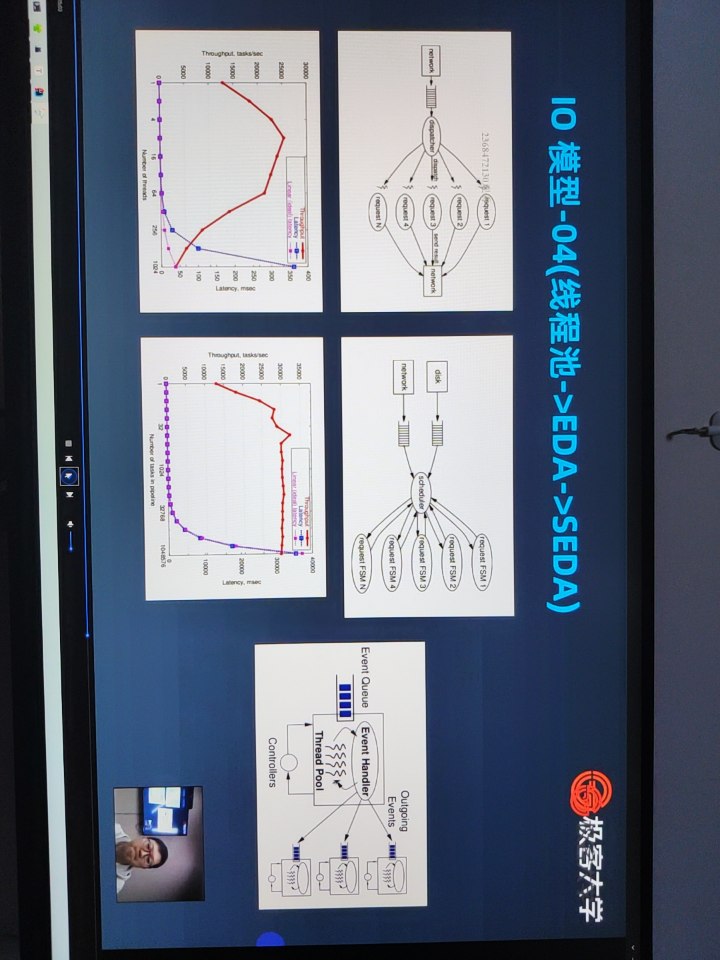 极客大学
IO 模型-04(线程池->EDA->SEDA)
2368472130
network
dispatcher
dispatch
request 1
request 2
request 3
request 4
request N
send result
network
disk
network
scheduler
request FSM 1
request FSM 2
request FSM 3
request FSM 4
request FSM N
Event Queue
Event Handler
Thread Pool
Controllers
Outgoing
Events
Throughput
Latency
Linear (ideal) latency
Throughput, tasks/sec
30000
25000
20000
15000
10000
5000
0
400
350
300
250
200
150
100
50
0
Latency, msec
1
4
16
64
256
1024
Number of threads
Throughput
Latency
Linear (ideal) latency
Throughput, tasks/sec
35000
30000
25000
20000
15000
10000
5000
0
40000
30000
20000
10000
0
Latency, msec
1
32
1024
32768
1048576
Number of tasks in pipeline